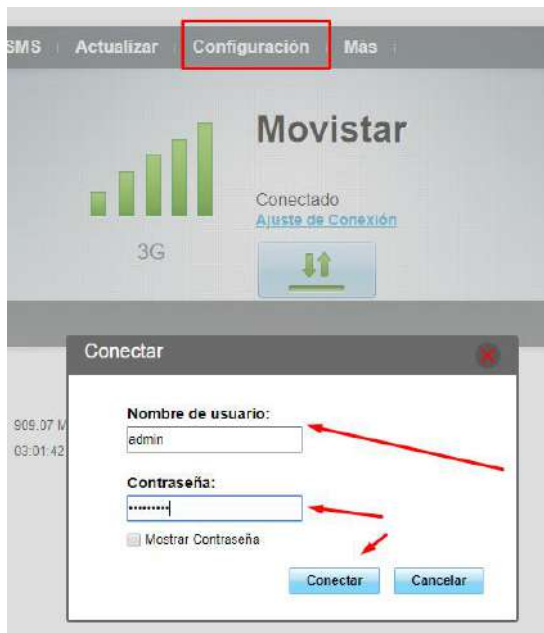 SMS Actualizar Configuración Más
Movistar
Conectado
Ajuste de Conexión
3G
Conectar
909.07 M
03:01:42
Nombre de usuario:
admin
Contraseña:
•••••••••
Mostrar Contraseña
Conectar Cancelar